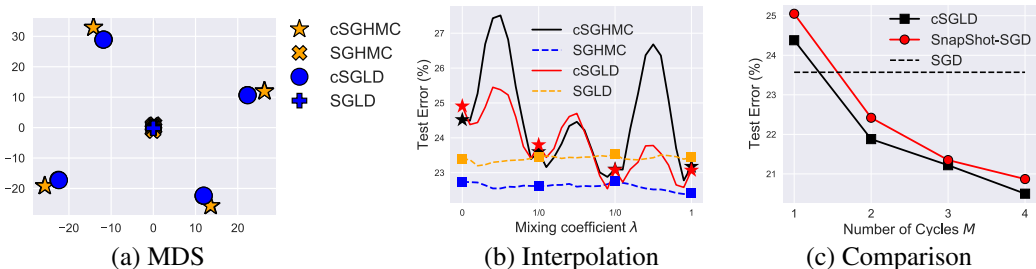 30
20
10
0
−10
−20
−20
−10
0
10
20
cSGHMC
SGHMC
cSGLD
SGLD
(a) MDS
Test Error (%)
27
26
25
24
23
0
1/0
1/0
1
Mixing coefficient λ
cSGHMC
SGHMC
cSGLD
SGLD
(b) Interpolation
Test Error (%)
25
24
23
22
21
1
2
3
4
Number of Cycles M
cSGLD
SnapShot-SGD
SGD
(c) Comparison